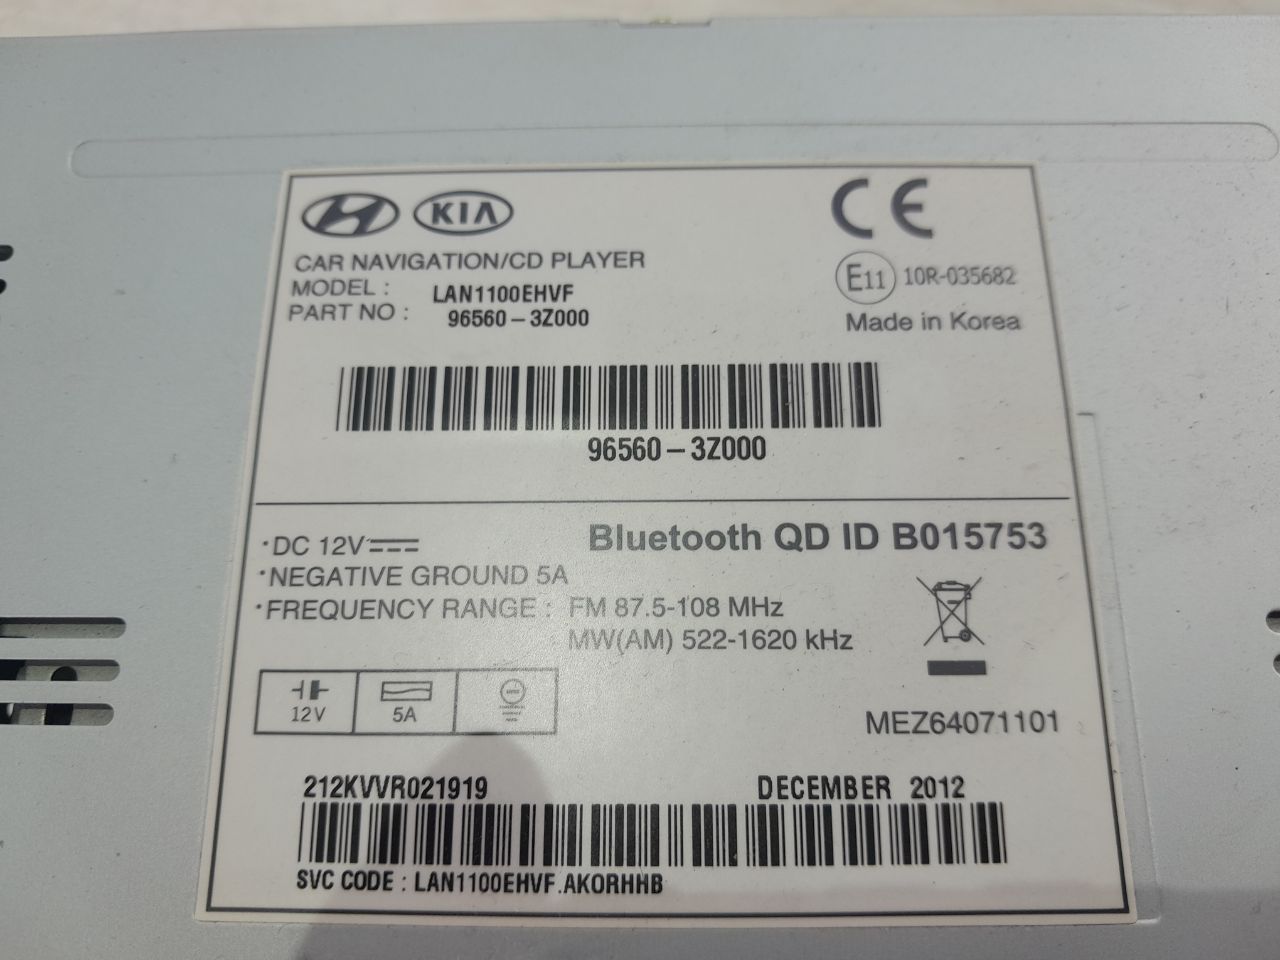 KIA
CE
CAR NAVIGATION/CD PLAYER
MODEL : LAN1100EHVF
PART NO : 96560-3Z000
E11 10R-035682
Made in Korea
96560-3Z000
·DC 12V
Bluetooth QD ID B015753
·NEGATIVE GROUND 5A
·FREQUENCY RANGE : FM 87.5-108 MHz
MW(AM) 522-1620 kHz
12V 5A
MEZ64071101
212KVVR021919 DECEMBER 2012
SVC CODE : LAN1100EHVF.AKORHHB